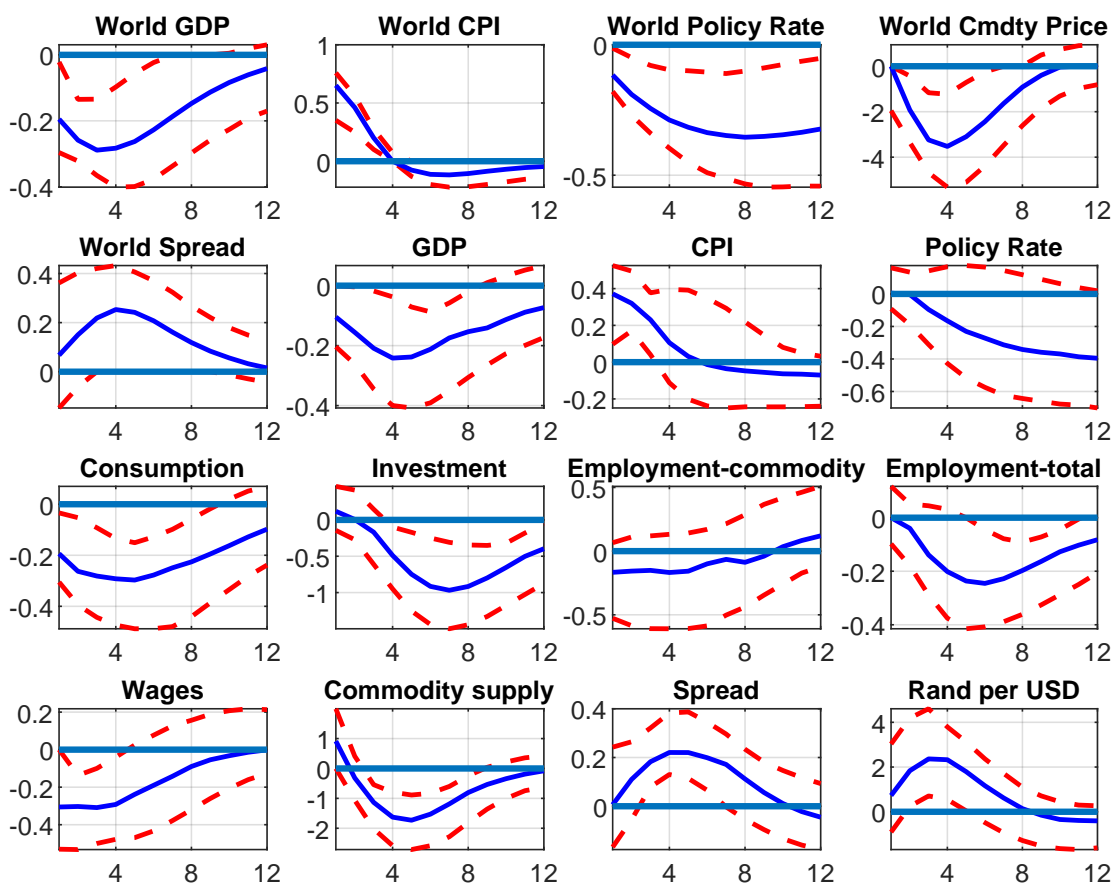 World GDP
0
-0.2
-0.4
4 8 12
World CPI
1
0.5
0
4 8 12
World Policy Rate
0
-0.5
4 8 12
World Cmdty Price
0
-2
-4
4 8 12
World Spread
0.4
0.2
0
4 8 12
GDP
0
-0.2
-0.4
4 8 12
CPI
0.4
0.2
0
-0.2
4 8 12
Policy Rate
0
-0.2
-0.4
-0.6
4 8 12
Consumption
0
-0.2
-0.4
4 8 12
Investment
0
-0.5
-1
4 8 12
Employment-commodity
0.5
0
-0.5
4 8 12
Employment-total
0
-0.2
-0.4
4 8 12
Wages
0.2
0
-0.2
-0.4
4 8 12
Commodity supply
1
0
-1
-2
4 8 12
Spread
0.4
0.2
0
4 8 12
Rand per USD
4
2
0
4 8 12